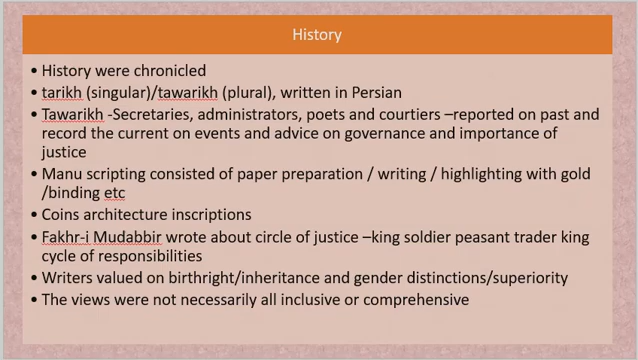 History
• History were chronicled
• tarikh (singular)/tawarikh (plural), written in Persian
• Tawarikh -Secretaries, administrators, poets and courtiers –reported on past and
record the current on events and advice on governance and importance of
justice
• Manu scripting consisted of paper preparation / writing / highlighting with gold
/binding etc
• Coins architecture inscriptions
• Fakhr-i Mudabbir wrote about circle of justice –king soldier peasant trader king
cycle of responsibilities
• Writers valued on birthright/inheritance and gender distinctions/superiority
• The views were not necessarily all inclusive or comprehensive